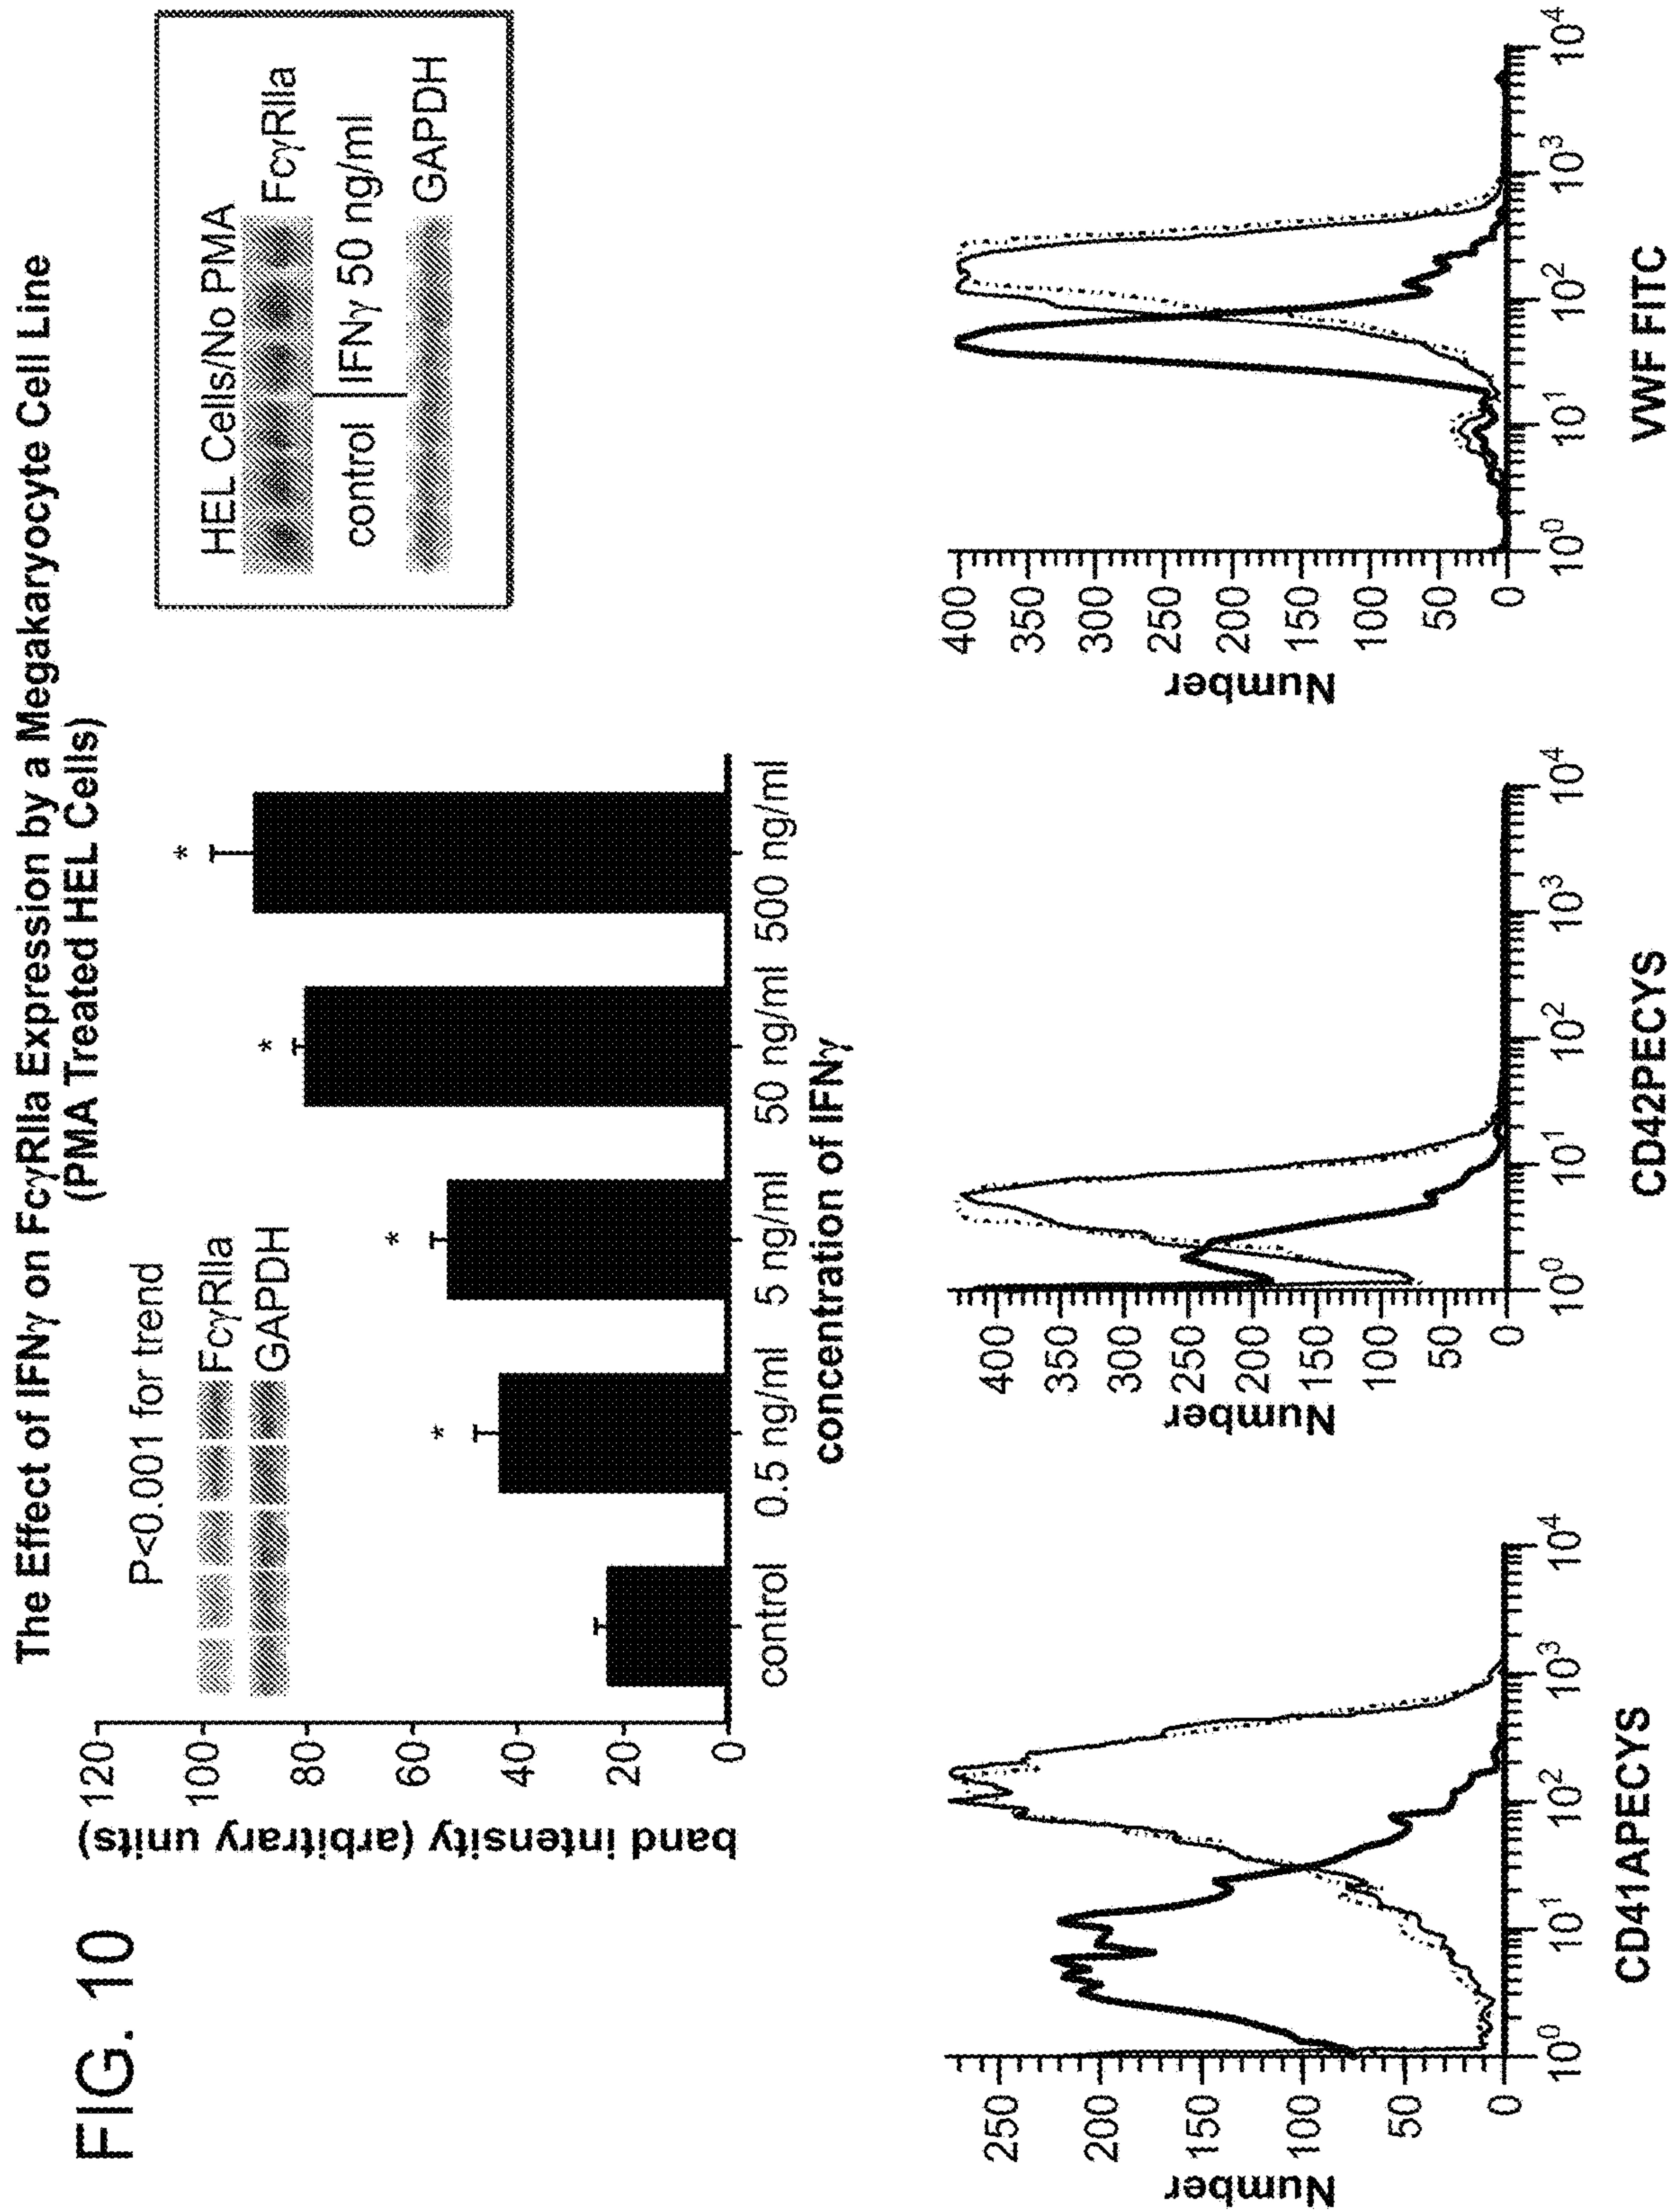 FIG. 10
The Effect of IFNγ on FcγRIIa Expression by a Megakaryocyte Cell Line
(PMA Treated HEL Cells)
P<0.001 for trend
FcγRIIa
GAPDH
band intensity (arbitrary units)
120
100
80
60
40
20
0
*
*
*
*
control
0.5 ng/ml
5 ng/ml
50 ng/ml
500 ng/ml
concentration of IFNγ
HEL Cells/No PMA
FcγRIIa
control
IFNγ 50 ng/ml
GAPDH
Number
250
200
150
100
50
0
10⁰
10¹
10²
10³
10⁴
CD41APECYS
Number
400
350
300
250
200
150
100
50
0
10⁰
10¹
10²
10³
10⁴
CD42PECYS
Number
400
350
300
250
200
150
100
50
0
10⁰
10¹
10²
10³
10⁴
VWF FITC